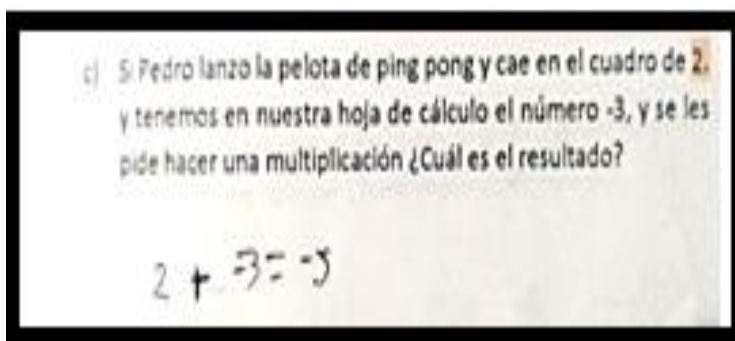 c) Si Pedro lanzo la pelota de ping pong y cae en el cuadro de 2.
y tenemos en nuestra hoja de cálculo el número -3, y se les
pide hacer una multiplicación ¿Cuál es el resultado?
2 + -3 = -5